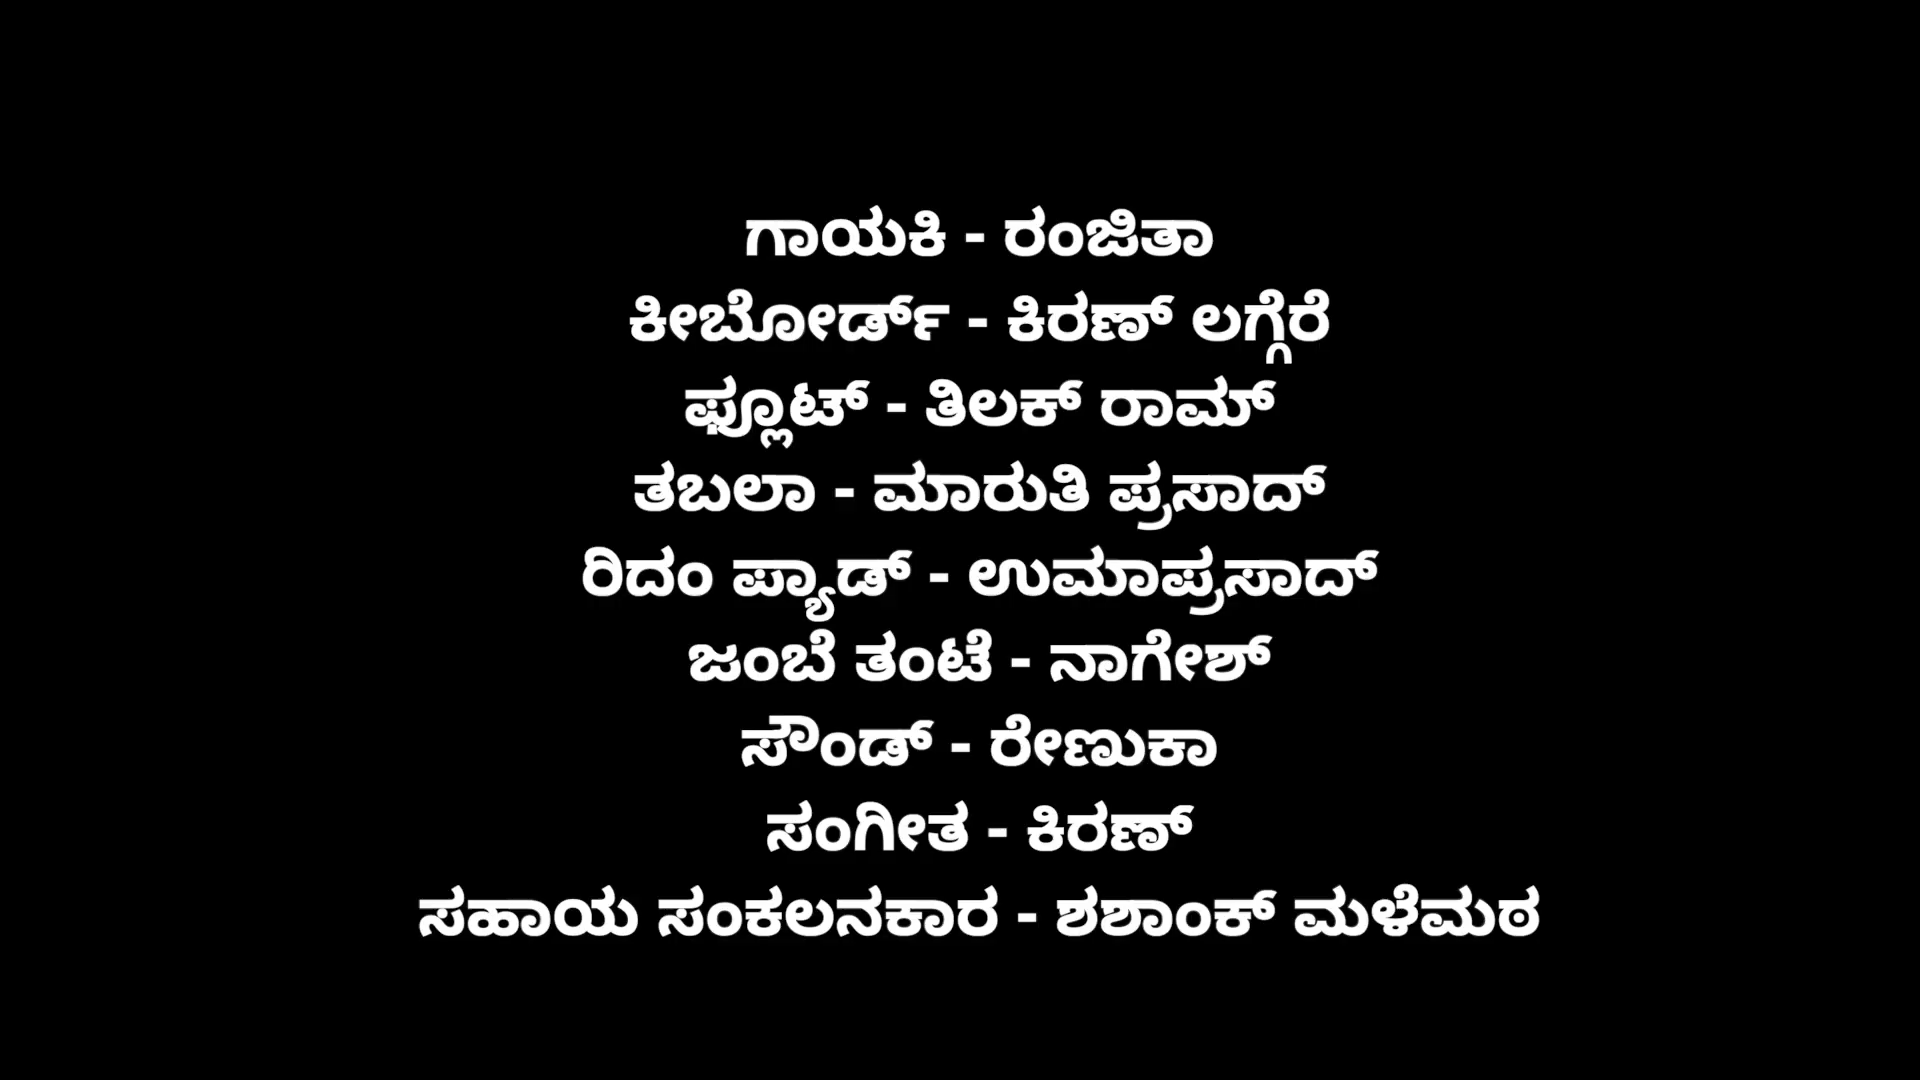 ಗಾಯಕಿ - ರಂಜಿತಾ
ಕೀಬೋರ್ಡ್ - ಕಿರಣ್ ಲಗ್ಗೆರೆ
ಫ್ಲೂಟ್ - ತಿಲಕ್ ರಾಮ್
ತಬಲಾ - ಮಾರುತಿ ಪ್ರಸಾದ್
ರಿದಂ ಪ್ಯಾಡ್ - ಉಮಾಪ್ರಸಾದ್
ಜಂಬೆ ತಂಟೆ - ನಾಗೇಶ್
ಸೌಂಡ್ - ರೇಣುಕಾ
ಸಂಗೀತ - ಕಿರಣ್
ಸಹಾಯ ಸಂಕಲನಕಾರ - ಶಶಾಂಕ್ ಮಳೆಮಠ